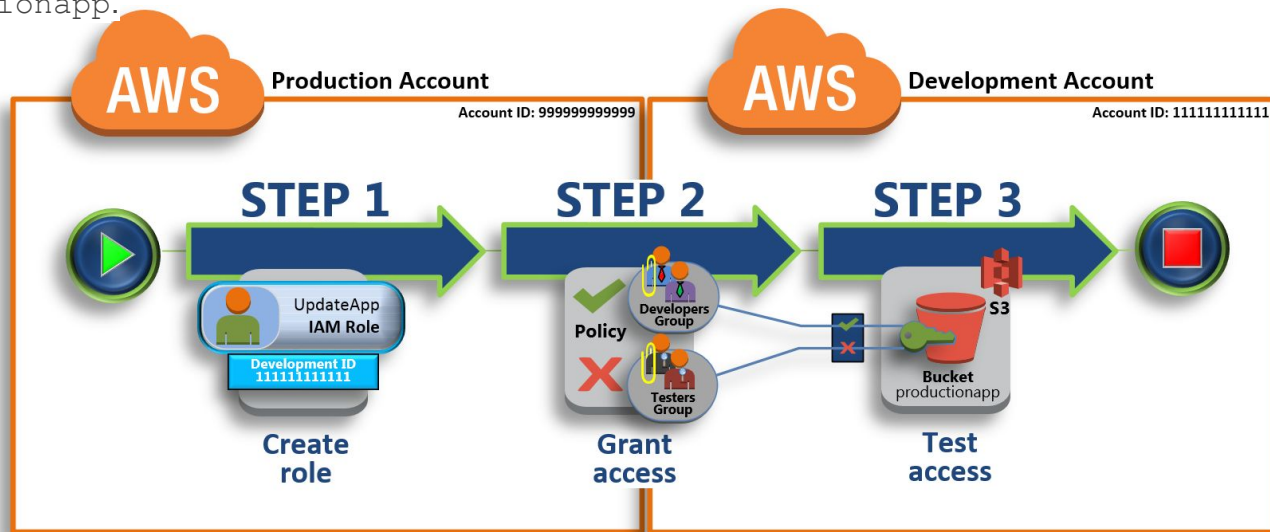 ionapp.
AWS
Production Account
Account ID: 999999999999
AWS
Development Account
Account ID: 111111111111
STEP 1
STEP 2
STEP 3
UpdateApp
IAM Role
Development ID
111111111111
Policy
Developers
Group
Testers
Group
S3
Bucket
productionapp
Create
role
Grant
access
Test
access